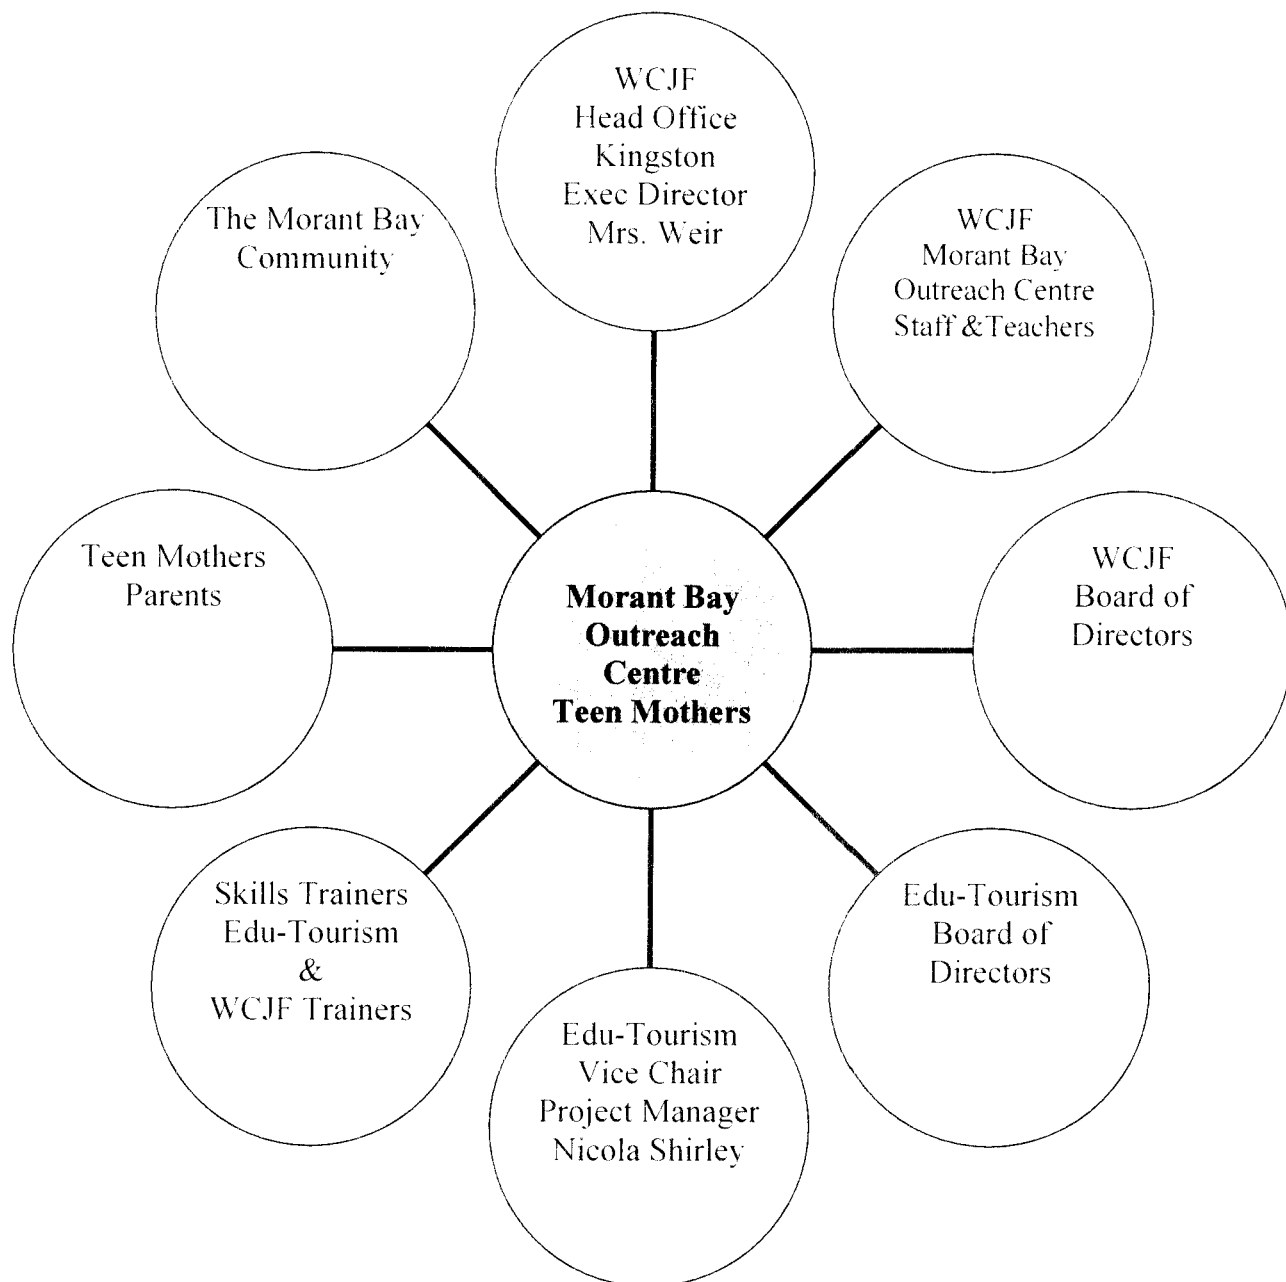 WCJF
Head Office
Kingston
Exec Director
Mrs. Weir
The Morant Bay
Community
WCJF
Morant Bay
Outreach Centre
Staff &Teachers
Teen Mothers
Parents
Morant Bay
Outreach
Centre
Teen Mothers
WCJF
Board of
Directors
Skills Trainers
Edu-Tourism
&
WCJF Trainers
Edu-Tourism
Board of
Directors
Edu-Tourism
Vice Chair
Project Manager
Nicola Shirley